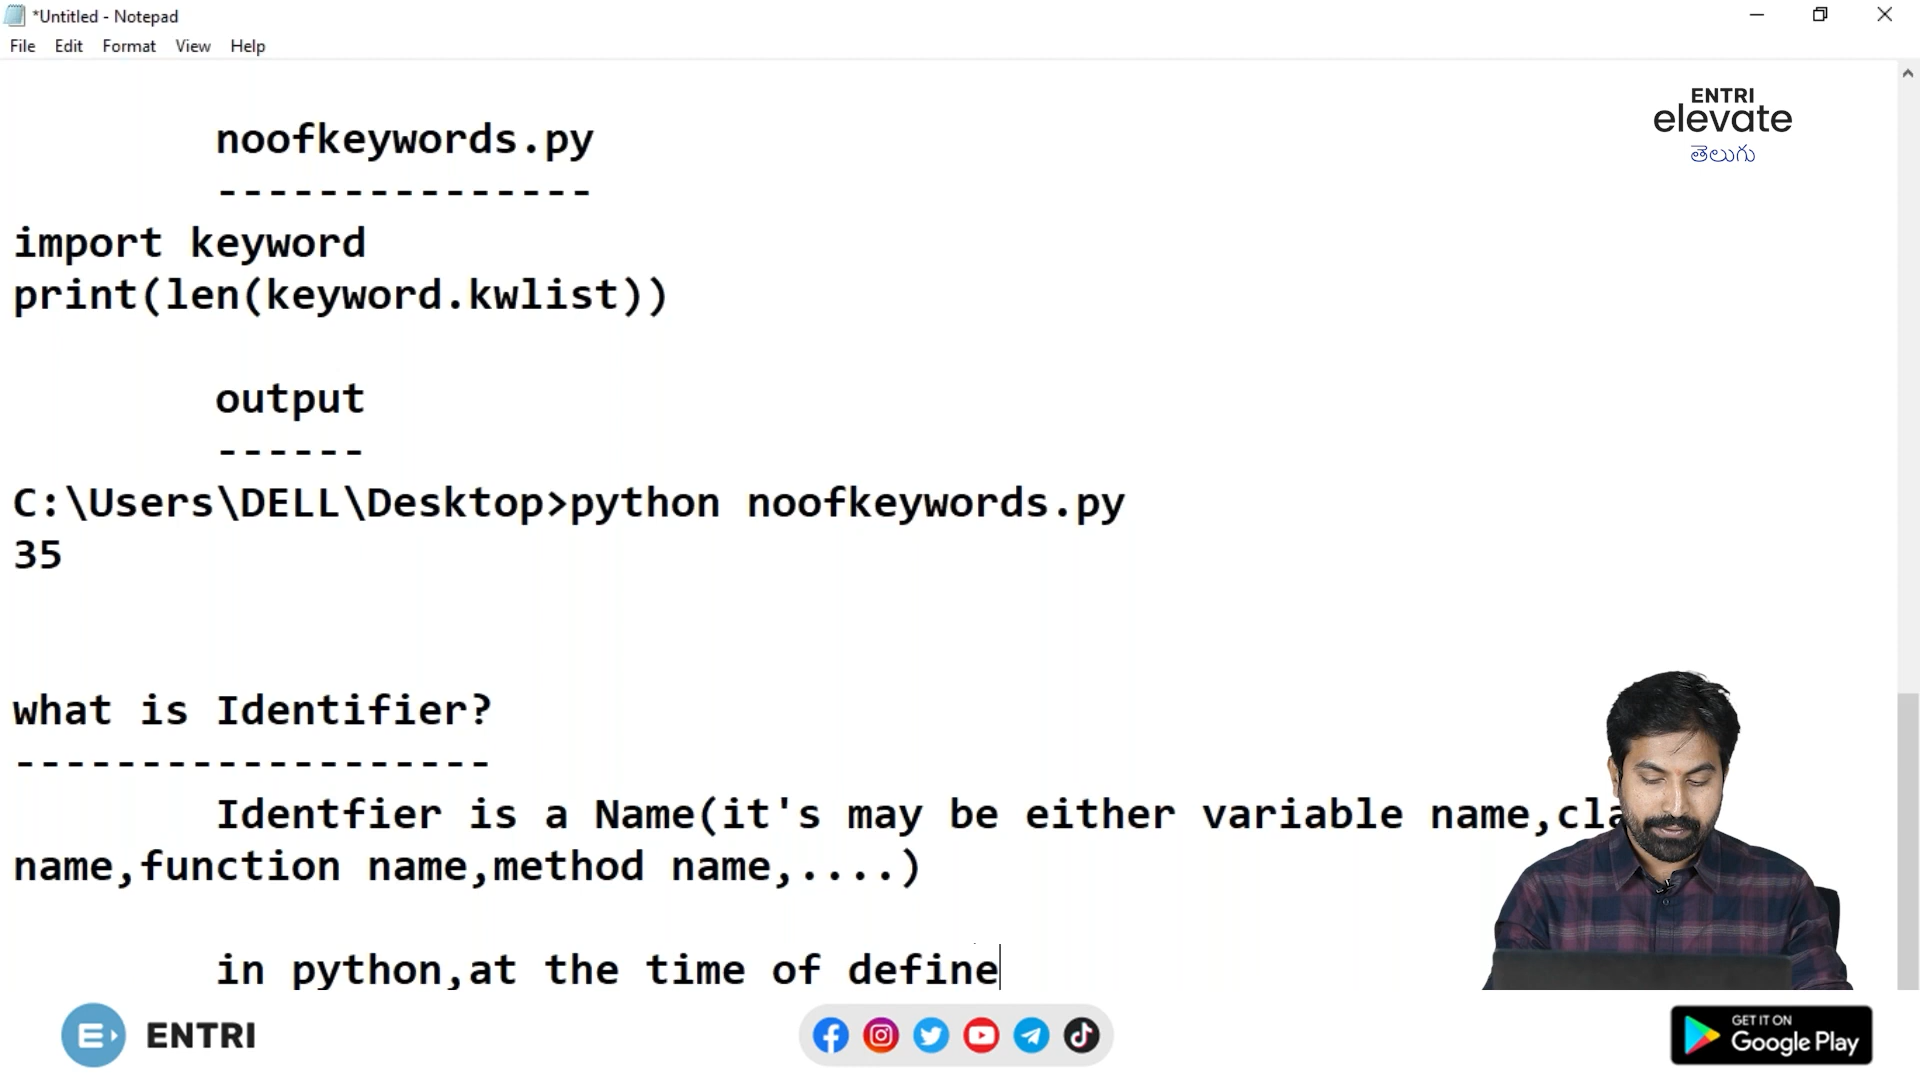 *Untitled - Notepad
File Edit Format View Help
ENTRI
elevate
తెలుగు
noofkeywords.py
---------------
import keyword
print(len(keyword.kwlist))
output
------
C:\Users\DELL\Desktop>python noofkeywords.py
35
what is Identifier?
-------------------
Identfier is a Name(it's may be either variable name,cla
name,function name,method name,....)
in python,at the time of define
ENTRI
GET IT ON
Google Play